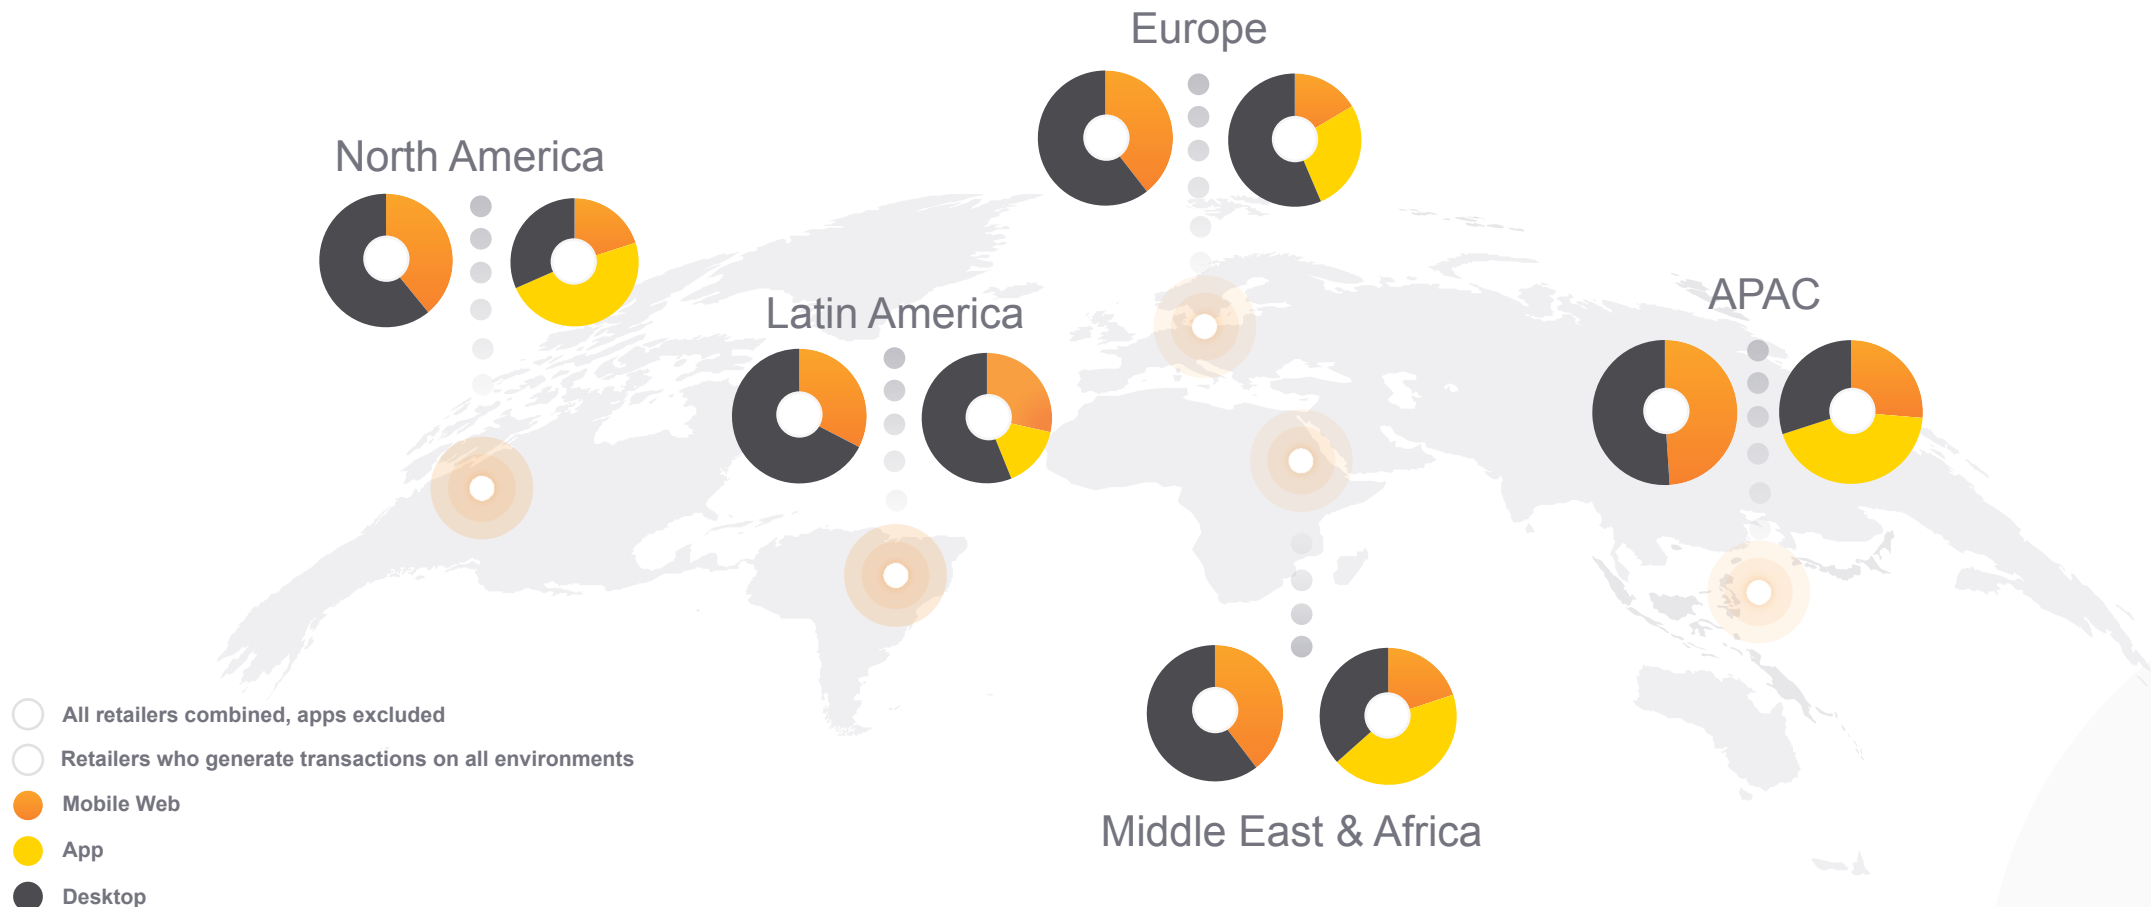 Europe
North America
APAC
Latin America
All retailers combined, apps excluded
Retailers who generate transactions on all environments
Mobile Web
Middle East & Africa
App
Desktop